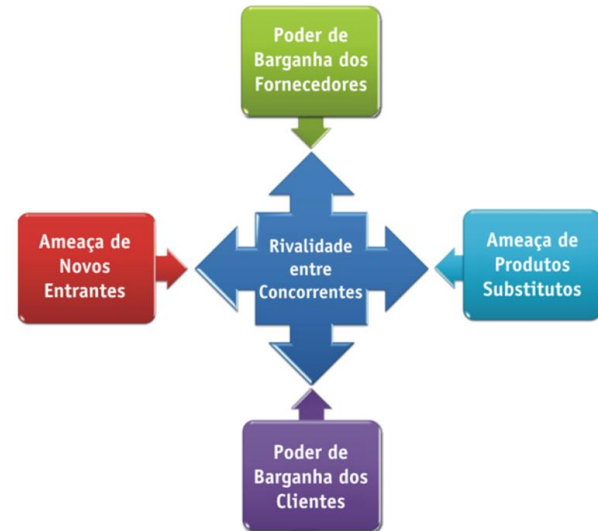 Poder de
Barganha dos
Fornecedores
Ameaça de
Novos
Entrantes
Rivalidade
entre
Concorrentes
Ameaça de
Produtos
Substitutos
Poder de
Barganha dos
Clientes